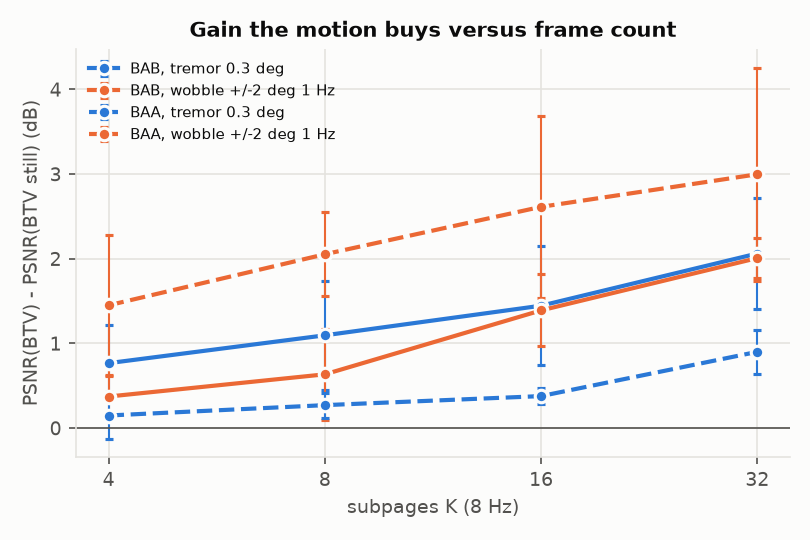 Gain the motion buys versus frame count
BAB, tremor 0.3 deg
BAB, wobble +/-2 deg 1 Hz
BAA, tremor 0.3 deg
BAA, wobble +/-2 deg 1 Hz
PSNR(BTV) - PSNR(BTV still) (dB)
4
3
2
1
0
4 8 16 32
subpages K (8 Hz)